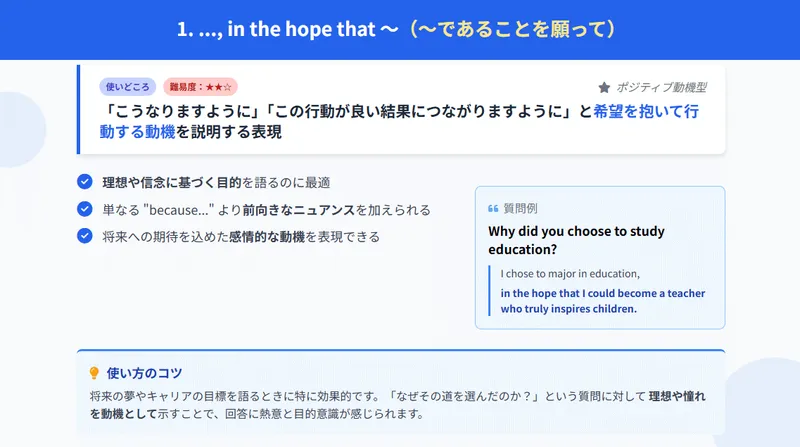 1. ..., in the hope that ～（～であることを願って）
使いどころ 難易度：★★☆ ポジティブ動機型
「こうなりますように」「この行動が良い結果につながりますように」と希望を抱いて行
動する動機を説明する表現
理想や信念に基づく目的を語るのに最適
単なる "because..." より前向きなニュアンスを加えられる
将来への期待を込めた感情的な動機を表現できる
質問例
Why did you choose to study
education?
I chose to major in education,
in the hope that I could become a teacher
who truly inspires children.
使い方のコツ
将来の夢やキャリアの目標を語るときに特に効果的です。「なぜその道を選んだのか？」という質問に対して 理想や憧れ
を動機として示すことで、回答に熱意と目的意識が感じられます。